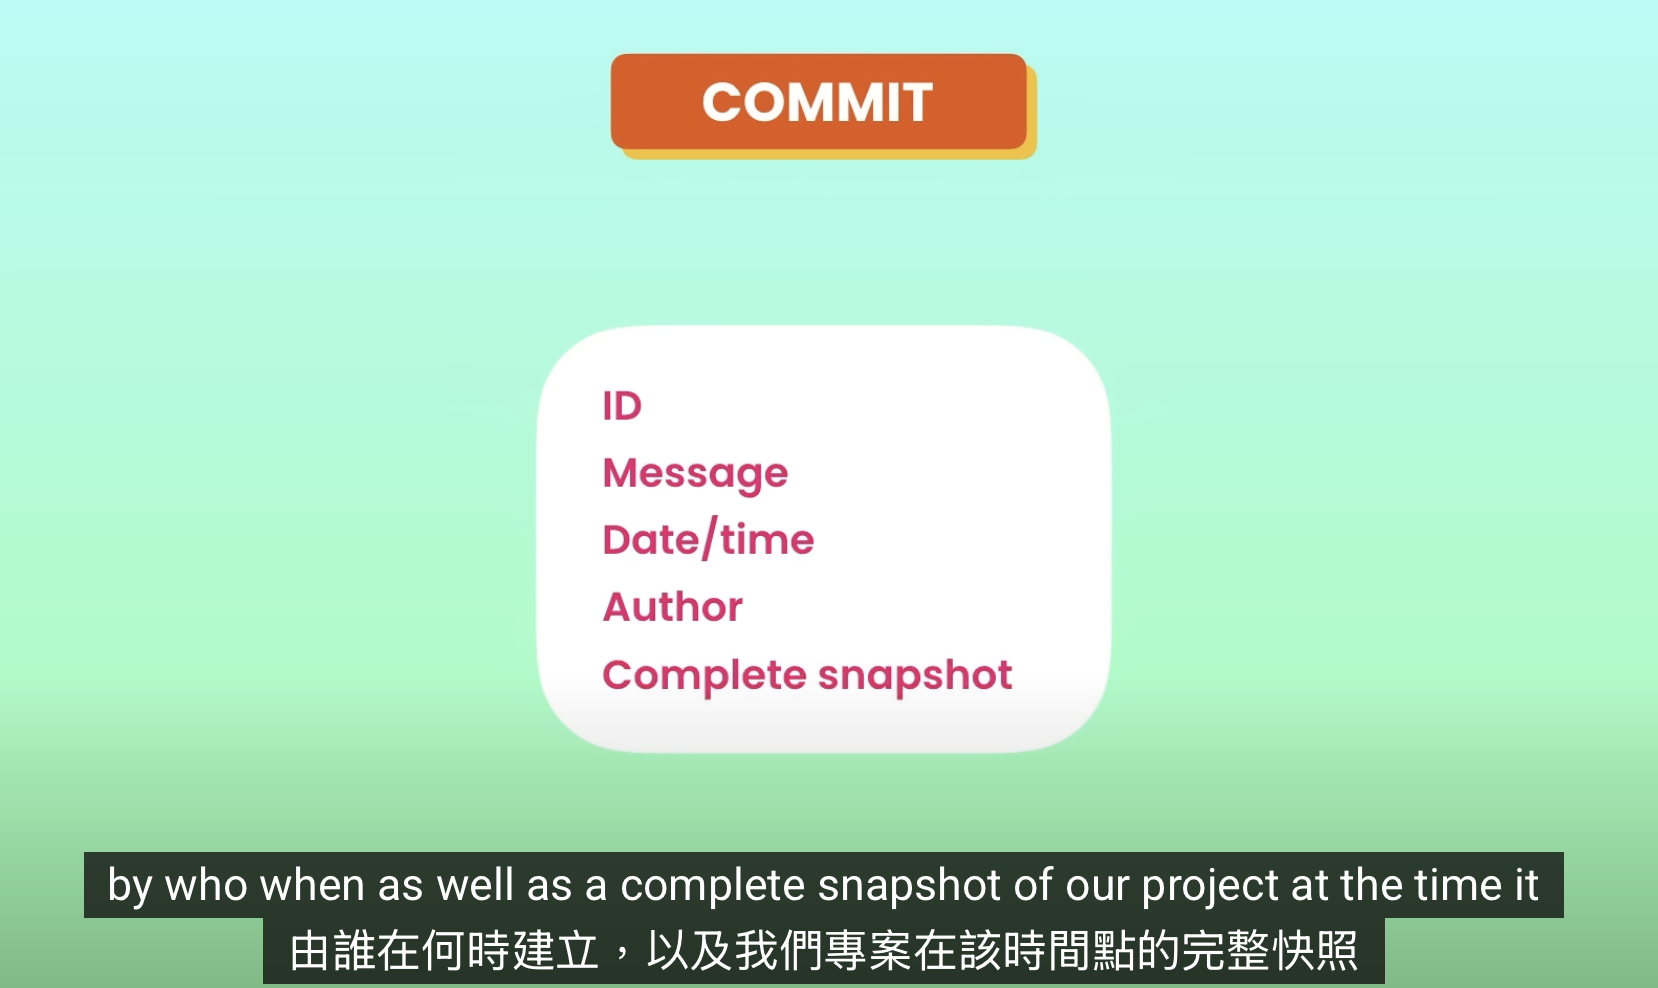 COMMIT
ID
Message
Date/time
Author
Complete snapshot
by who when as well as a complete snapshot of our project at the time it
由誰在何時建立，以及我們專案在該時間點的完整快照